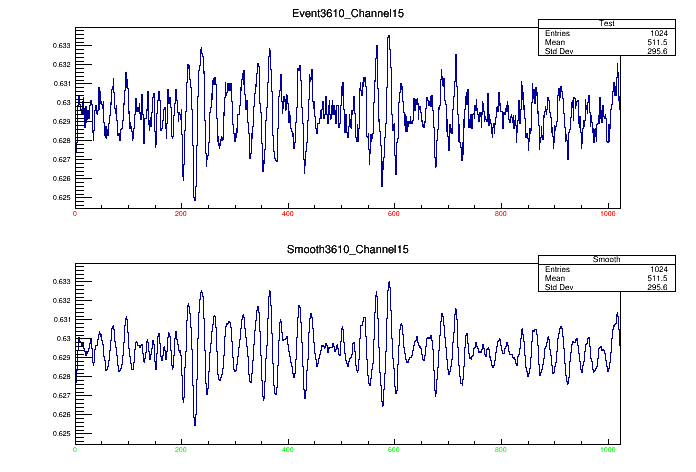 Event3610_Channel15
Test
Entries 1024
Mean 511.5
Std Dev 295.6
0.633
0.632
0.631
0.63
0.629
0.628
0.627
0.626
0.625
0 200 400 600 800 1000
Smooth3610_Channel15
Smooth
Entries 1024
Mean 511.5
Std Dev 295.6
0.633
0.632
0.631
0.63
0.629
0.628
0.627
0.626
0.625
0 200 400 600 800 1000